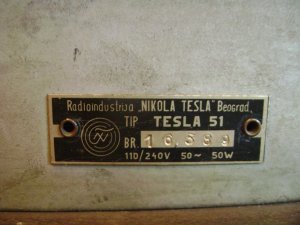 Radioindustrija „NIKOLA TESLA" Beograd,
TIP TESLA 51
BR. 16,589
110/240V 50~ 50W